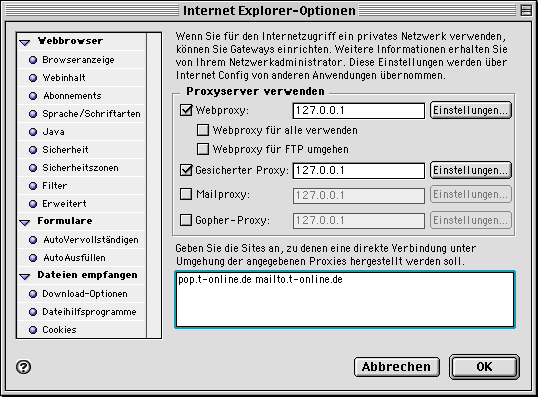 Internet Explorer-Optionen
Webbrowser
Browseranzeige
Webinhalt
Abonnements
Sprache/Schriftarten
Java
Sicherheit
Sicherheitszonen
Filter
Erweitert
Formulare
AutoVervollständigen
AutoAusfüllen
Dateien empfangen
Download-Optionen
Dateihilfsprogramme
Cookies
Wenn Sie für den Internetzugriff ein privates Netzwerk verwenden,
können Sie Gateways einrichten. Weitere Informationen erhalten Sie
von Ihrem Netzwerkadministrator. Diese Einstellungen werden über
Internet Config von anderen Anwendungen übernommen.
Proxyserver verwenden
Webproxy: 127.0.0.1 Einstellungen...
Webproxy für alle verwenden
Webproxy für FTP umgehen
Gesicherter Proxy: 127.0.0.1 Einstellungen...
Mailproxy: 127.0.0.1 Einstellungen...
Gopher-Proxy: 127.0.0.1 Einstellungen...
Geben Sie die Sites an, zu denen eine direkte Verbindung unter
Umgehung der angegebenen Proxies hergestellt werden soll.
pop.t-online.de mailto.t-online.de
?
Abbrechen
OK